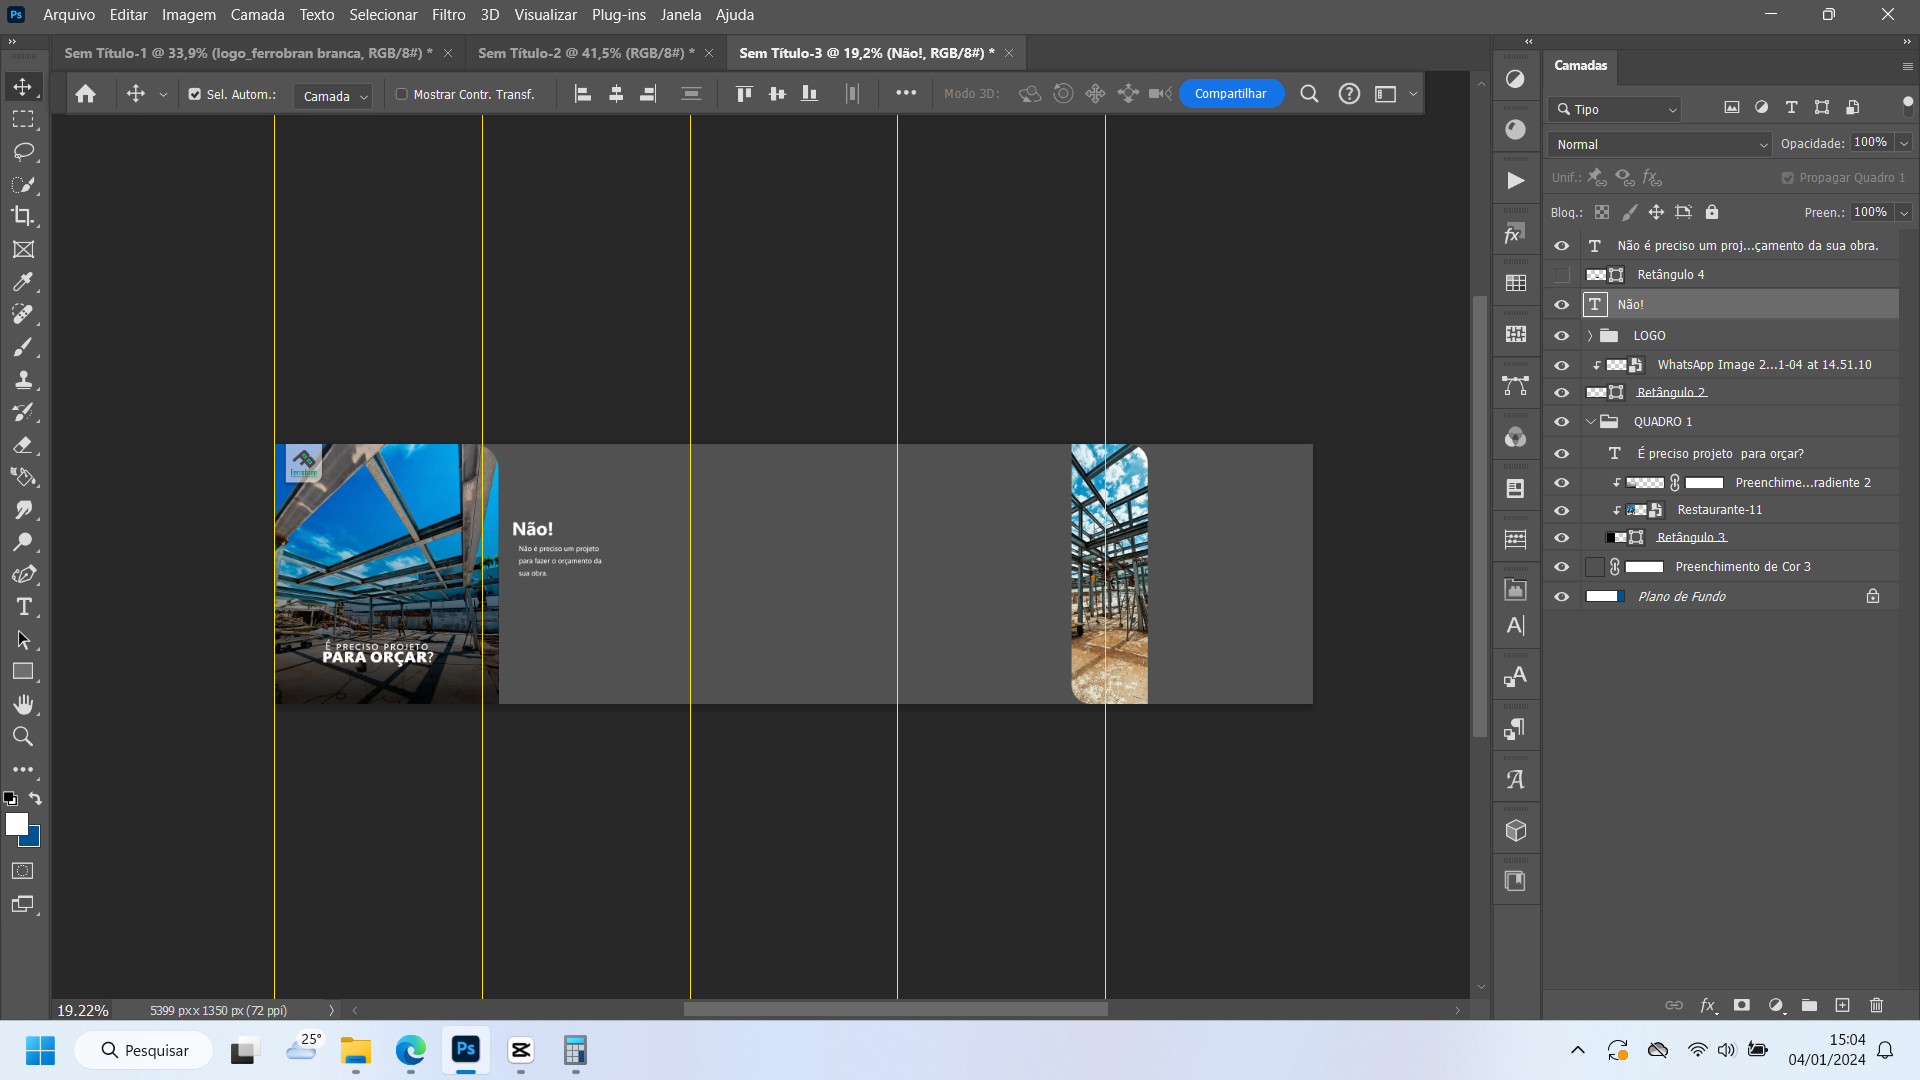 Ps Arquivo Editar Imagem Camada Texto Selecionar Filtro 3D Visualizar Plug-ins Janela Ajuda
Sem Título-1 @ 33,9% (logo_ferrobran branca, RGB/8#) *
Sem Título-2 @ 41,5% (RGB/8#) *
Sem Título-3 @ 19,2% (Não!, RGB/8#) *
Sel. Autom.: Camada Mostrar Contr. Transf. Modo 3D: Compartilhar
Camadas
Tipo
Normal Opacidade: 100%
Unif.: Propagar Quadro 1
Bloq.: Preen.: 100%
Não é preciso um proj...çamento da sua obra.
Retângulo 4
Não!
LOGO
WhatsApp Image 2...1-04 at 14.51.10
Retângulo 2
QUADRO 1
É preciso projeto para orçar?
Preenchime...radiente 2
Restaurante-11
Retângulo 3
Preenchimento de Cor 3
Plano de Fundo
Ferrobran
Não!
Não é preciso um projeto
para fazer o orçamento da
sua obra.
É PRECISO PROJETO
PARA ORÇAR?
19.22% 5399 px x 1350 px (72 ppi)
Pesquisar
25°
Ps
15:04
04/01/2024